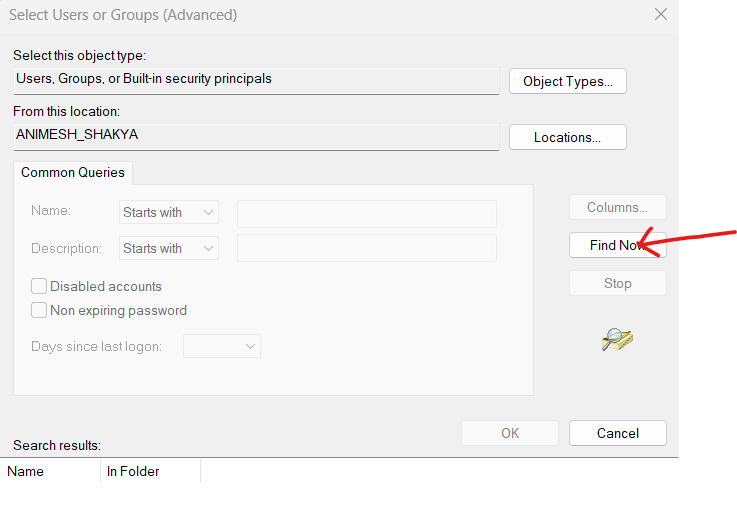 Select Users or Groups (Advanced)
Select this object type:
Users, Groups, or Built-in security principals
Object Types...
From this location:
ANIMESH_SHAKYA
Locations...
Common Queries
Name:
Starts with
Columns...
Description:
Starts with
Find Now
Disabled accounts
Stop
Non expiring password
Days since last logon:
OK
Cancel
Search results:
Name
In Folder